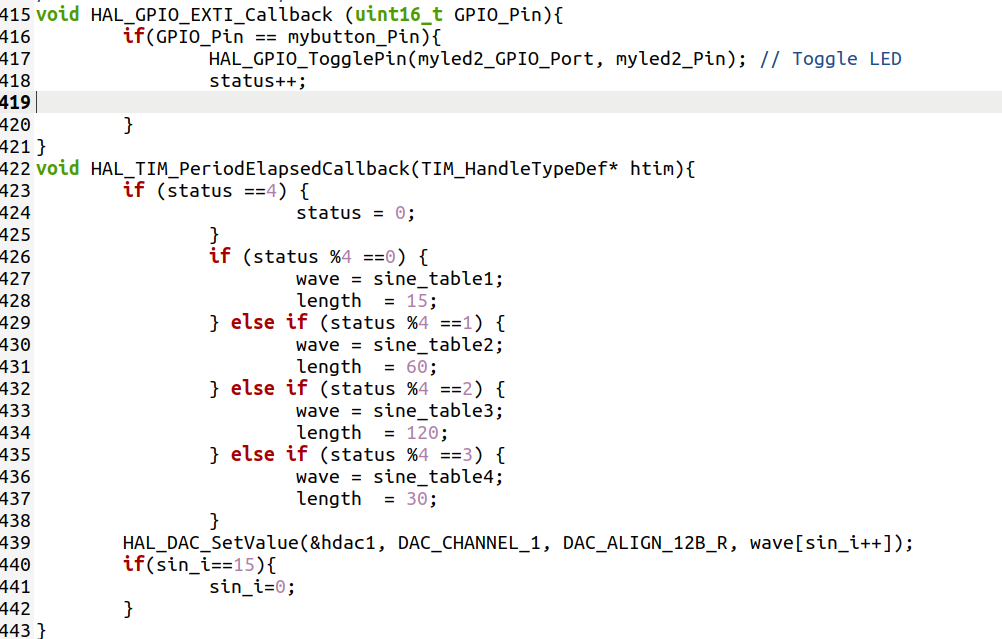 415 void HAL_GPIO_EXTI_Callback (uint16_t GPIO_Pin){
416 if(GPIO_Pin == mybutton_Pin){
417 HAL_GPIO_TogglePin(myled2_GPIO_Port, myled2_Pin); // Toggle LED
418 status++;
419
420 }
421 }
422 void HAL_TIM_PeriodElapsedCallback(TIM_HandleTypeDef* htim){
423 if (status ==4) {
424 status = 0;
425 }
426 if (status %4 ==0) {
427 wave = sine_table1;
428 length  = 15;
429 } else if (status %4 ==1) {
430 wave = sine_table2;
431 length  = 60;
432 } else if (status %4 ==2) {
433 wave = sine_table3;
434 length  = 120;
435 } else if (status %4 ==3) {
436 wave = sine_table4;
437 length  = 30;
438 }
439 HAL_DAC_SetValue(&hdac1, DAC_CHANNEL_1, DAC_ALIGN_12B_R, wave[sin_i++]);
440 if(sin_i==15){
441 sin_i=0;
442 }
443 }